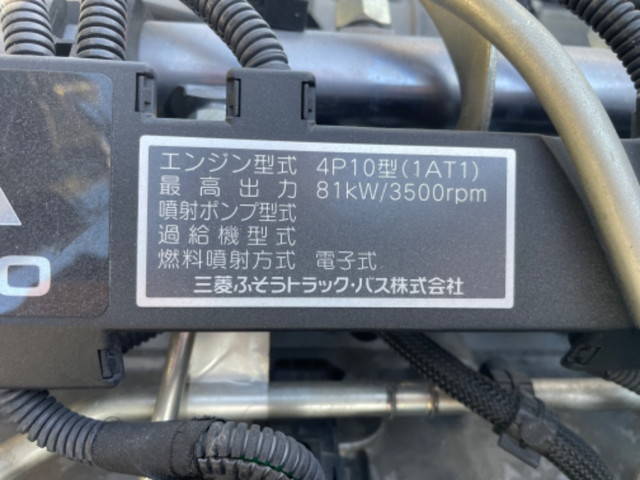 エンジン型式 4P10型(1AT1)
最高出力 81kW/3500rpm
噴射ポンプ型式
過給機型式
燃料噴射方式 電子式
三菱ふそうトラック・バス株式会社